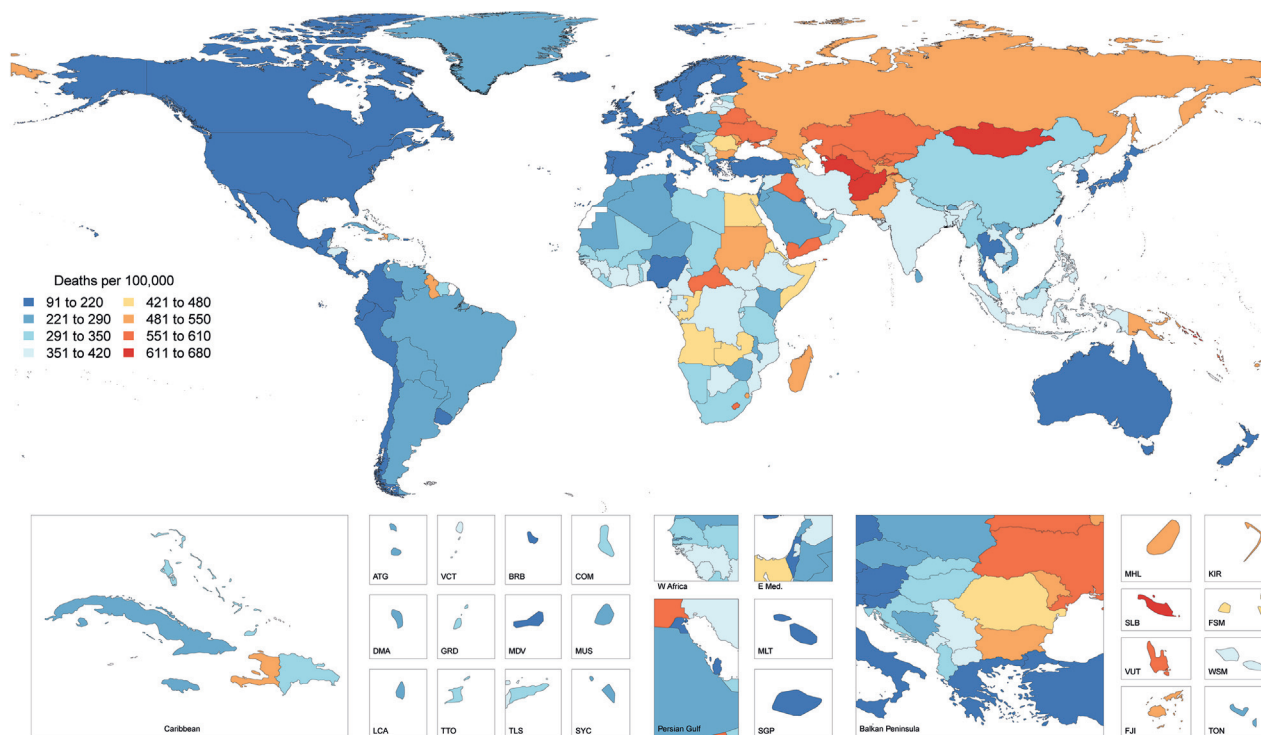 Deaths per 100,000
91 to 220
221 to 290
291 to 350
351 to 420
421 to 480
481 to 550
551 to 610
611 to 680
Caribbean
ATG
VCT
BRB
COM
DMA
GRD
MDV
MUS
LCA
TTO
TLS
SYC
W Africa
E Med.
Persian Gulf
MLT
SGP
Balkan Peninsula
MHL
KIR
SLB
FSM
VUT
WSM
FJI
TON